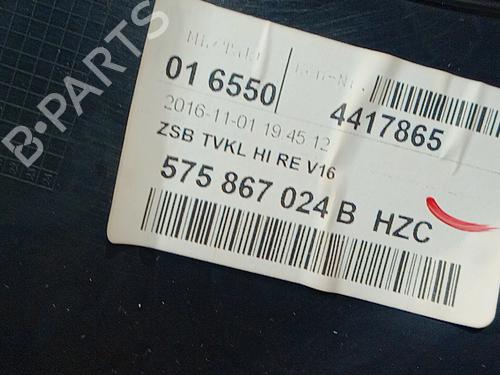 B-PARTS
01 6550
4417865
2016-11-01 19 45 12
ZSB TVKL HI RE V16
575 867 024 B HZC